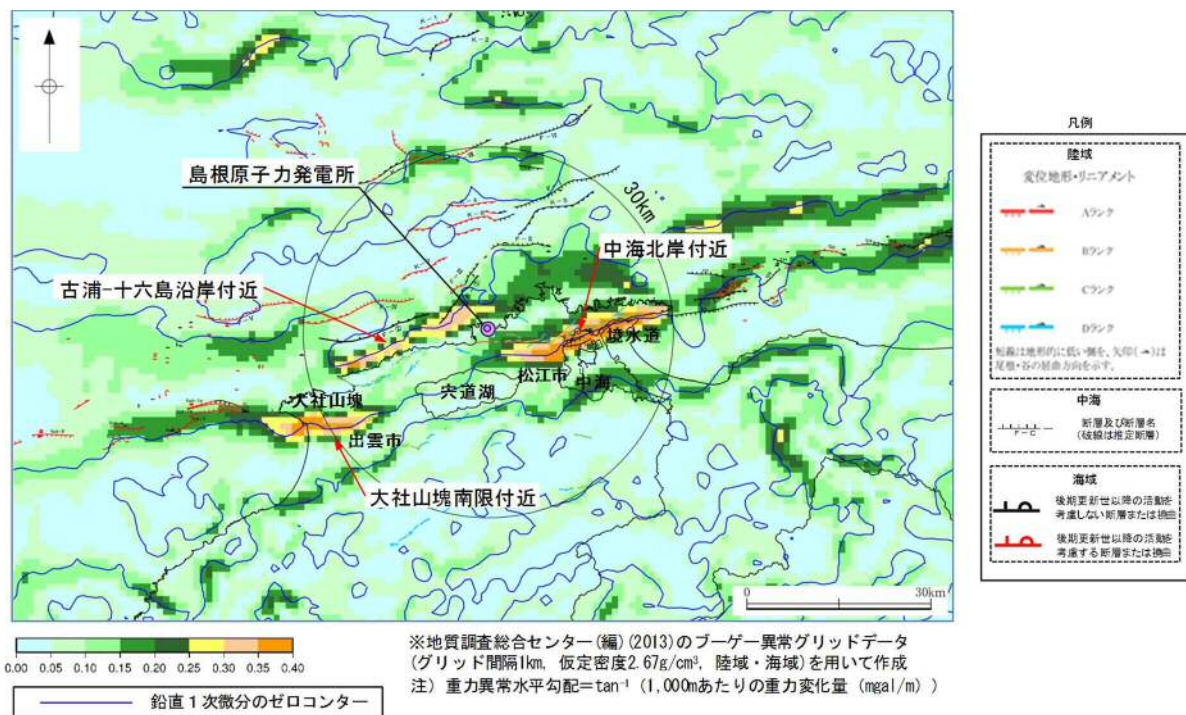 島根原子力発電所
30km
中海北岸付近
古浦-十六島沿岸付近
境水道
松江市
中海
宍道湖
大社山塊
出雲市
大社山塊南限付近
0
30km
0.00 0.05 0.10 0.15 0.20 0.25 0.30 0.35 0.40
鉛直1次微分のゼロコンター
※地質調査総合センター(編)(2013)のブーゲー異常グリッドデータ
(グリッド間隔1km, 仮定密度2.67g/cm³, 陸域・海域)を用いて作成
注) 重力異常水平勾配=tan⁻¹ (1,000mあたりの重力変化量 (mgal/m))
凡例
陸域
変位地形・リニアメント
Aランク
Bランク
Cランク
Dランク
短線は地形的に低い側を、矢印( )は
尾根・谷の屈曲方向を示す。
中海
F-C
断層及び断層名
(破線は推定断層)
海域
後期更新世以降の活動を
考慮しない断層または撓曲
後期更新世以降の活動を
考慮する断層または撓曲